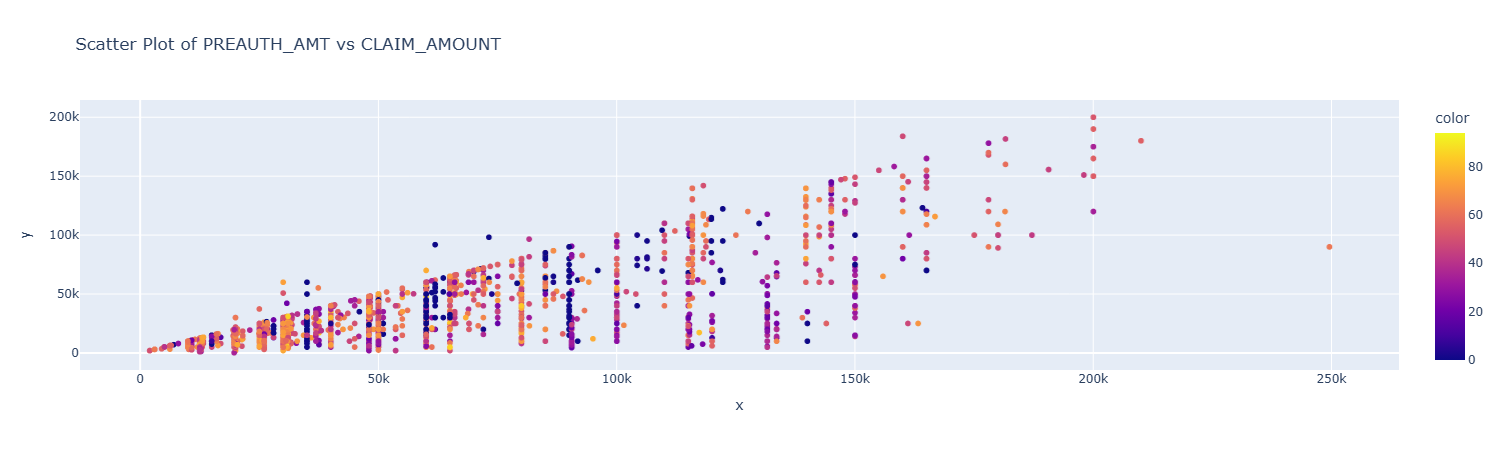 Scatter Plot of PREAUTH_AMT vs CLAIM_AMOUNT
color
200k
150k
100k
50k
0
y
80
60
40
20
0
0
50k
100k
150k
200k
250k
x